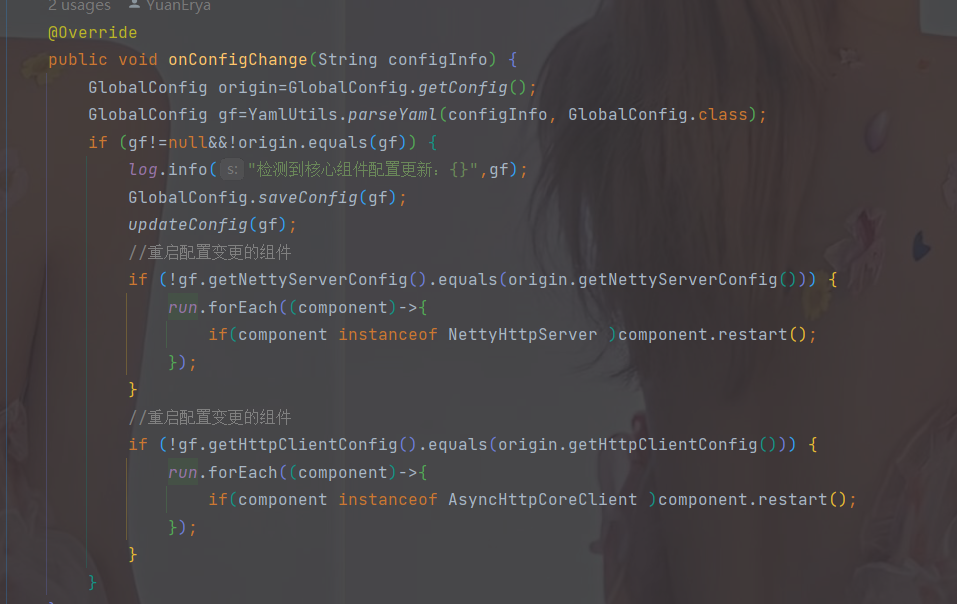 2 usages YuanErya
@Override
public void onConfigChange(String configInfo) {
GlobalConfig origin=GlobalConfig.getConfig();
GlobalConfig gf=YamlUtils.parseYaml(configInfo, GlobalConfig.class);
if (gf!=null&&!origin.equals(gf)) {
log.info( s: "检测到核心组件配置更新：{}",gf);
GlobalConfig.saveConfig(gf);
updateConfig(gf);
//重启配置变更的组件
if (!gf.getNettyServerConfig().equals(origin.getNettyServerConfig())) {
run.forEach((component)->{
if(component instanceof NettyHttpServer )component.restart();
});
}
//重启配置变更的组件
if (!gf.getHttpClientConfig().equals(origin.getHttpClientConfig())) {
run.forEach((component)->{
if(component instanceof AsyncHttpCoreClient )component.restart();
});
}
}